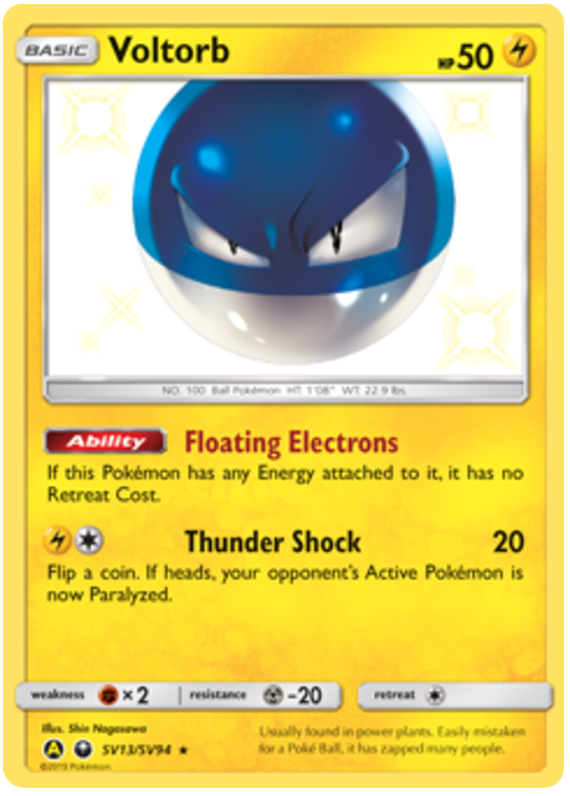 BASIC Voltorb HP 50
NO. 100 Ball Pokémon HT: 1'08" WT: 22.9 lbs.
Ability Floating Electrons
If this Pokémon has any Energy attached to it, it has no
Retreat Cost.
Thunder Shock 20
Flip a coin. If heads, your opponent's Active Pokémon is
now Paralyzed.
weakness ×2 resistance -20 retreat
Illus. Shin Nagasawa
Usually found in power plants. Easily mistaken
for a Poké Ball, it has zapped many people.
A SV13/SV94
©2019 Pokémon